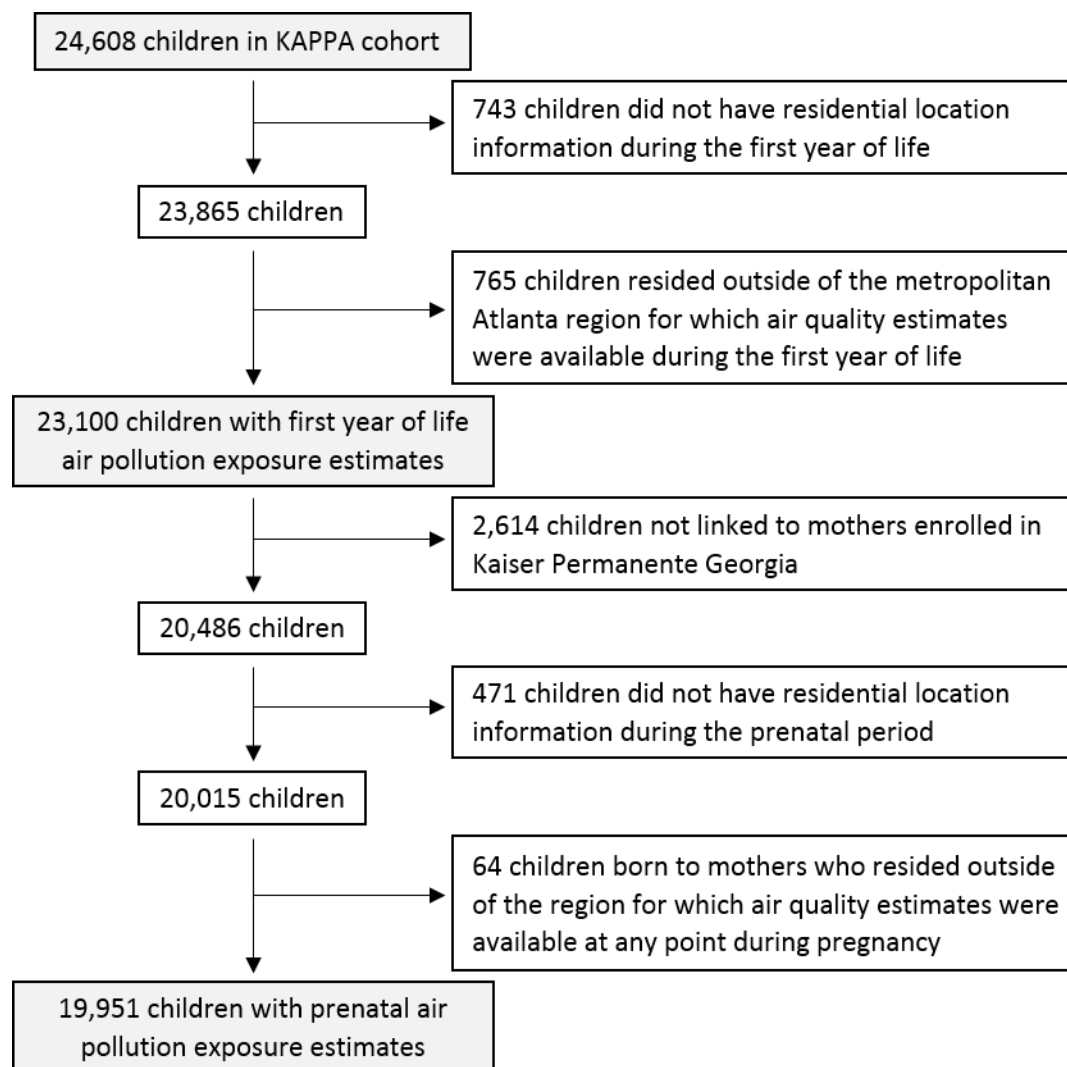 24,608 children in KAPPA cohort
743 children did not have residential location
information during the first year of life
23,865 children
765 children resided outside of the metropolitan
Atlanta region for which air quality estimates
were available during the first year of life
23,100 children with first year of life
air pollution exposure estimates
2,614 children not linked to mothers enrolled in
Kaiser Permanente Georgia
20,486 children
471 children did not have residential location
information during the prenatal period
20,015 children
64 children born to mothers who resided outside
of the region for which air quality estimates were
available at any point during pregnancy
19,951 children with prenatal air
pollution exposure estimates